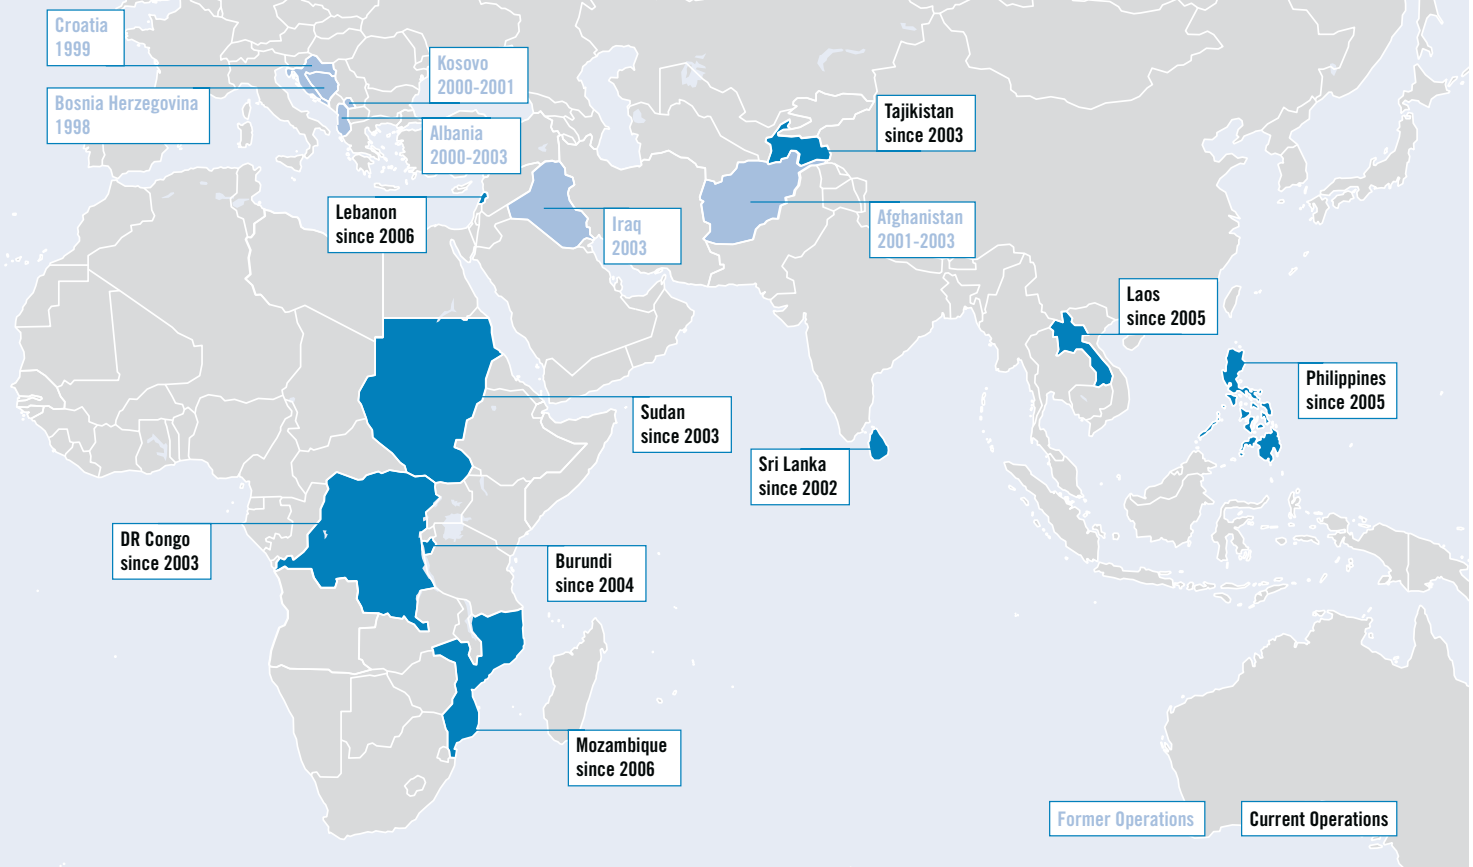 Croatia
1999
Bosnia Herzegovina
1998
Kosovo
2000-2001
Albania
2000-2003
Lebanon
since 2006
Iraq
2003
Tajikistan
since 2003
Afghanistan
2001-2003
Laos
since 2005
Philippines
since 2005
Sudan
since 2003
Sri Lanka
since 2002
DR Congo
since 2003
Burundi
since 2004
Mozambique
since 2006
Former Operations
Current Operations